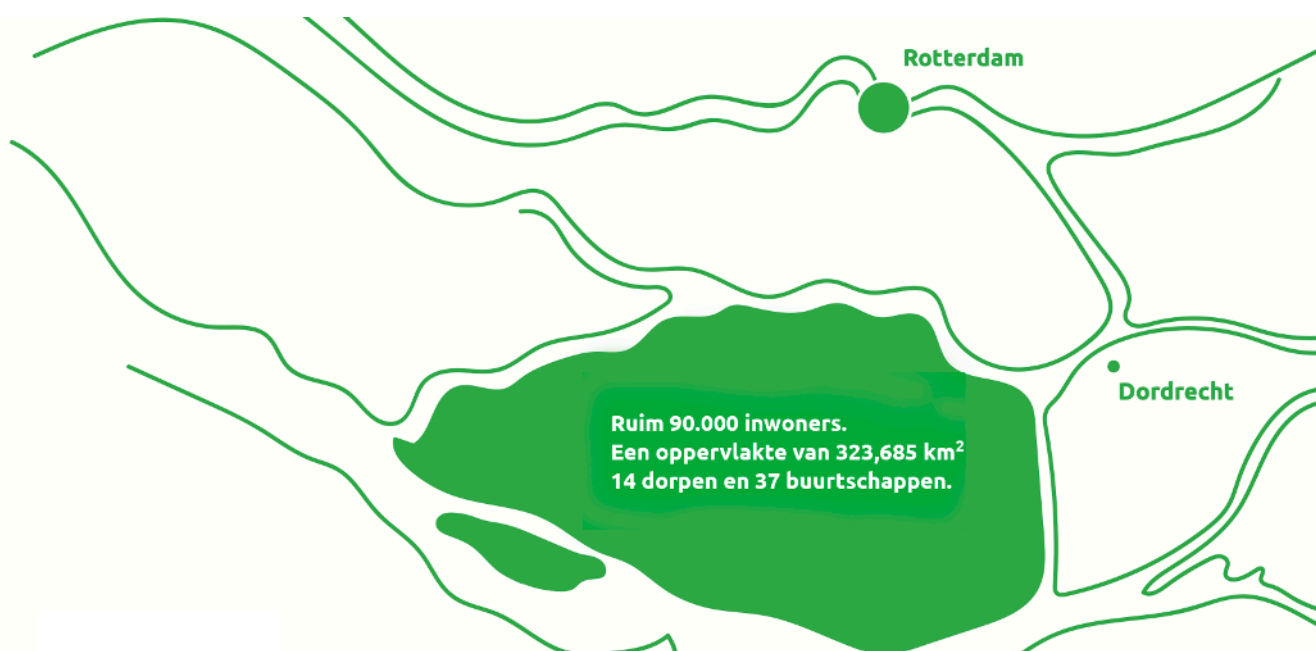 Rotterdam
Dordrecht
Ruim 90.000 inwoners.
Een oppervlakte van 323,685 km²
14 dorpen en 37 buurtschappen.